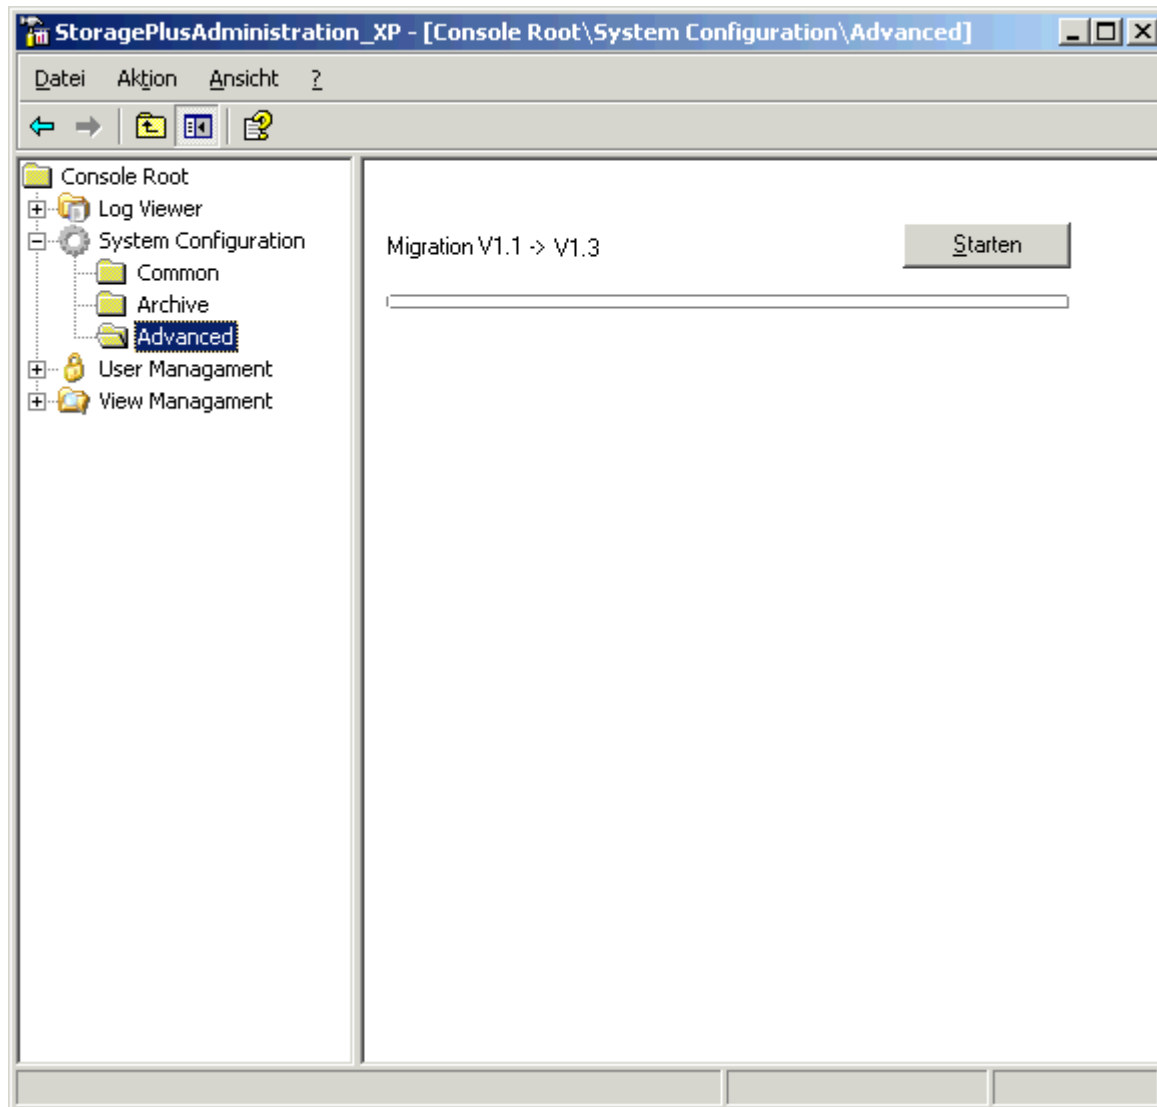 StoragePlusAdministration_XP - [Console Root\System Configuration\Advanced]
Datei Aktion Ansicht ?
Console Root
Log Viewer
System Configuration
Common
Archive
Advanced
User Managament
View Managament
Migration V1.1 -> V1.3
Starten